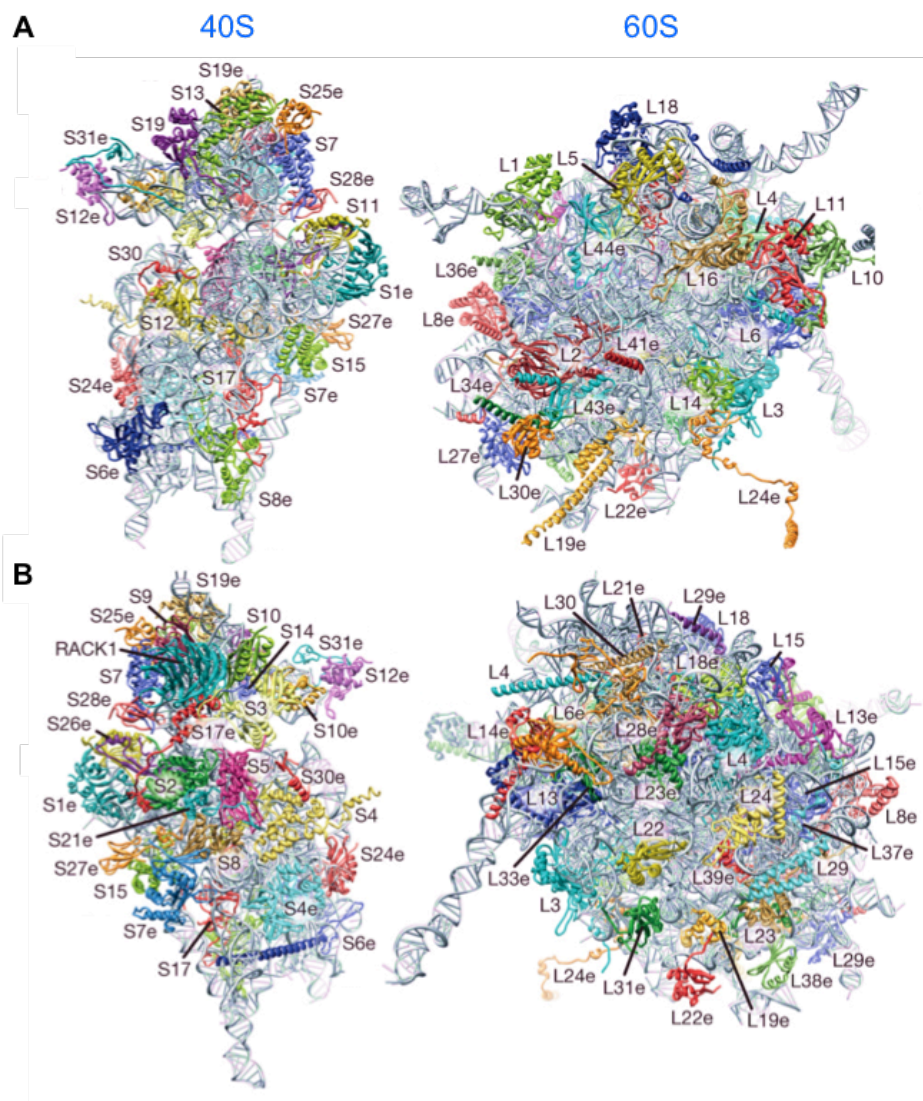 A
40S
60S
S19e
S13
S25e
S19
S31e
S7
S12e
S28e
S11
S30
S1e
S12
S27e
S15
S17
S24e
S7e
S6e
S8e
L18
L5
L1
L4
L11
L44e
L10
L36e
L16
L8e
L6
L2
L41e
L34e
L14
L3
L43e
L27e
L30e
L22e
L24e
L19e
B
S19e
S9
S25e
S10
S14
RACK1
S31e
S7
S12e
S28e
S3
S26e
S17e
S10e
S5
S2
S30e
S1e
S4
S21e
S8
S27e
S24e
S15
S4e
S7e
S6e
S17
L21e
L29e
L30
L18
L15
L4
L18e
L6e
L13e
L14e
L28e
L4
L15e
L13
L23e
L24
L8e
L22
L37e
L33e
L39e
L29
L3
L23
L24e
L29e
L31e
L38e
L22e
L19e